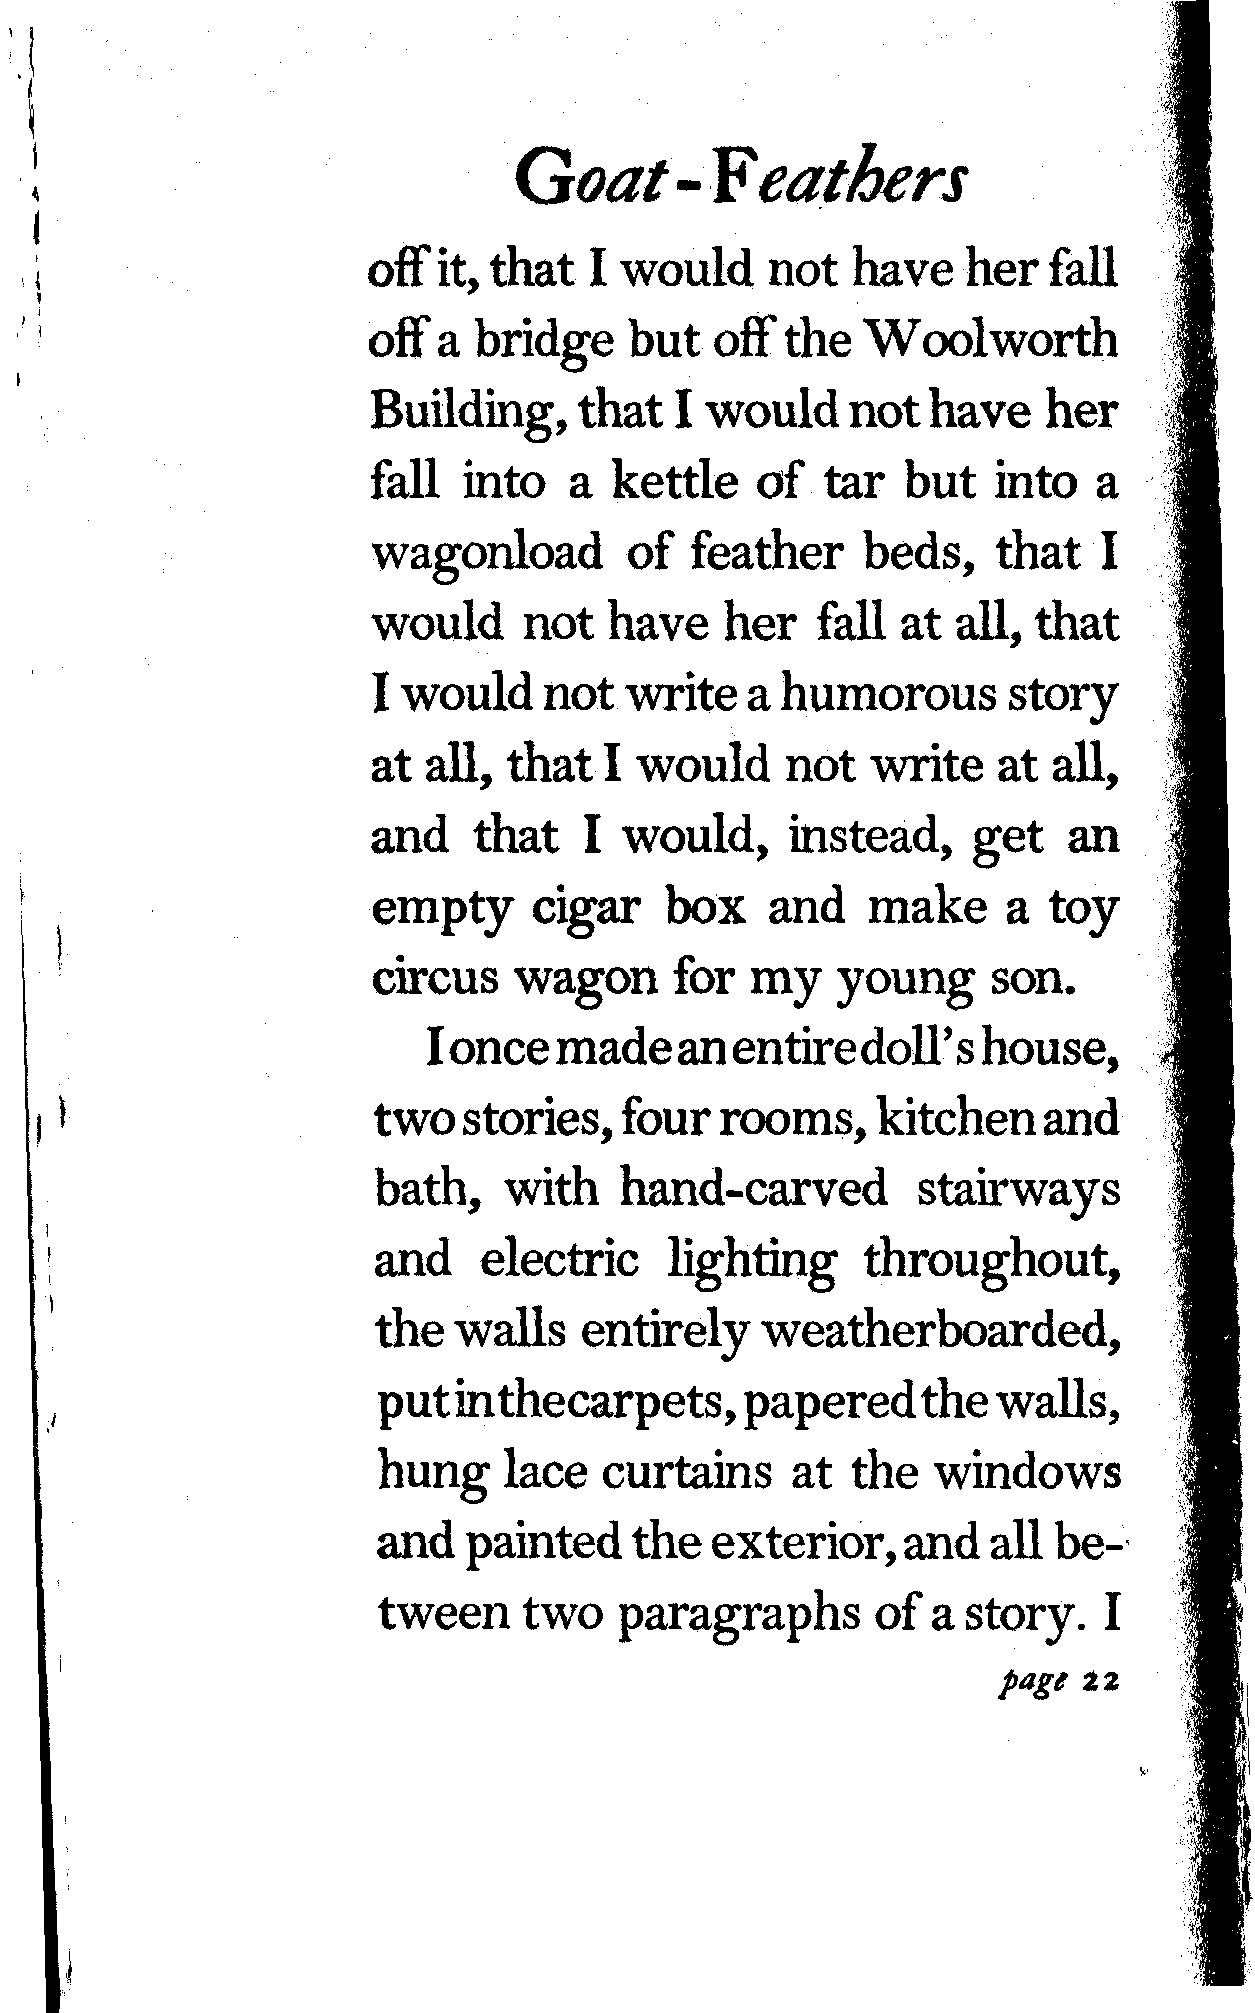 Goat-Feathers
off it, that I would not have her fall
off a bridge but off the Woolworth
Building, that I would not have her
fall into a kettle of tar but into a
wagonload of feather beds, that I
would not have her fall at all, that
I would not write a humorous story
at all, that I would not write at all,
and that I would, instead, get an
empty cigar box and make a toy
circus wagon for my young son.
I once made an entire doll's house,
two stories, four rooms, kitchen and
bath, with hand-carved stairways
and electric lighting throughout,
the walls entirely weatherboarded,
put in the carpets, papered the walls,
hung lace curtains at the windows
and painted the exterior, and all be-
tween two paragraphs of a story. I
page 22